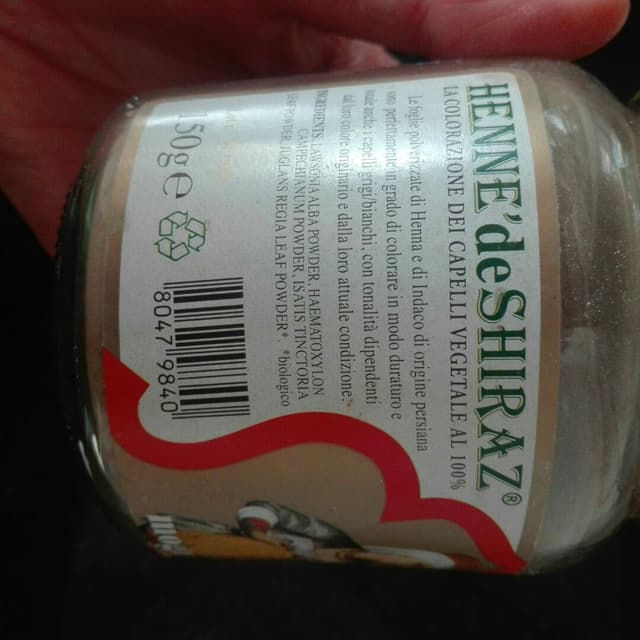 HENNE' de SHIRAZ®
LA COLORAZIONE DEI CAPELLI VEGETALE AL 100%
Le foglie polverizzate di Henna e di Indaco di origine persiana
sono perfettamente in grado di colorare in modo duraturo e
anche i capelli grigi/bianchi, con tonalità dipendenti
dal loro colore originario e dalla loro attuale condizione.
INGREDIENTS: LAWSONIA ALBA POWDER, HAEMATOXYLON
CAMPECHIANUM POWDER, ISATIS TINCTORIA
LEAF POWDER, JUGLANS REGIA LEAF POWDER*. *biologico
150g e
8047 9840